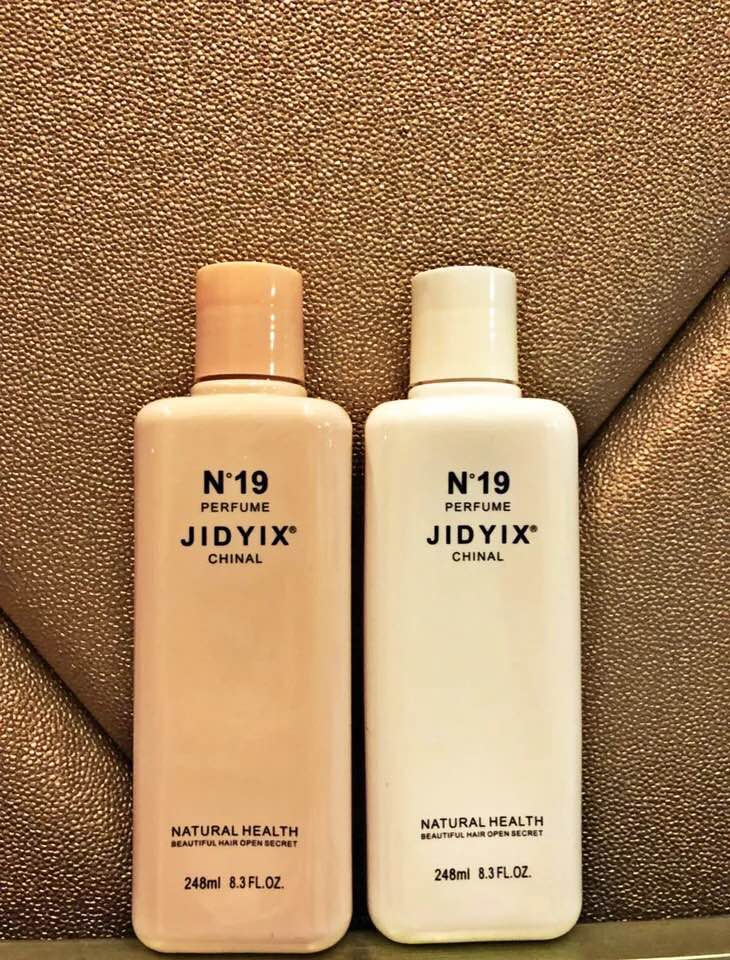 N°19
PERFUME
JIDYIX®
CHINAL
NATURAL HEALTH
BEAUTIFUL HAIR OPEN SECRET
248ml 8.3 FL.OZ.
N°19
PERFUME
JIDYIX®
CHINAL
NATURAL HEALTH
BEAUTIFUL HAIR OPEN SECRET
248ml 8.3 FL.OZ.